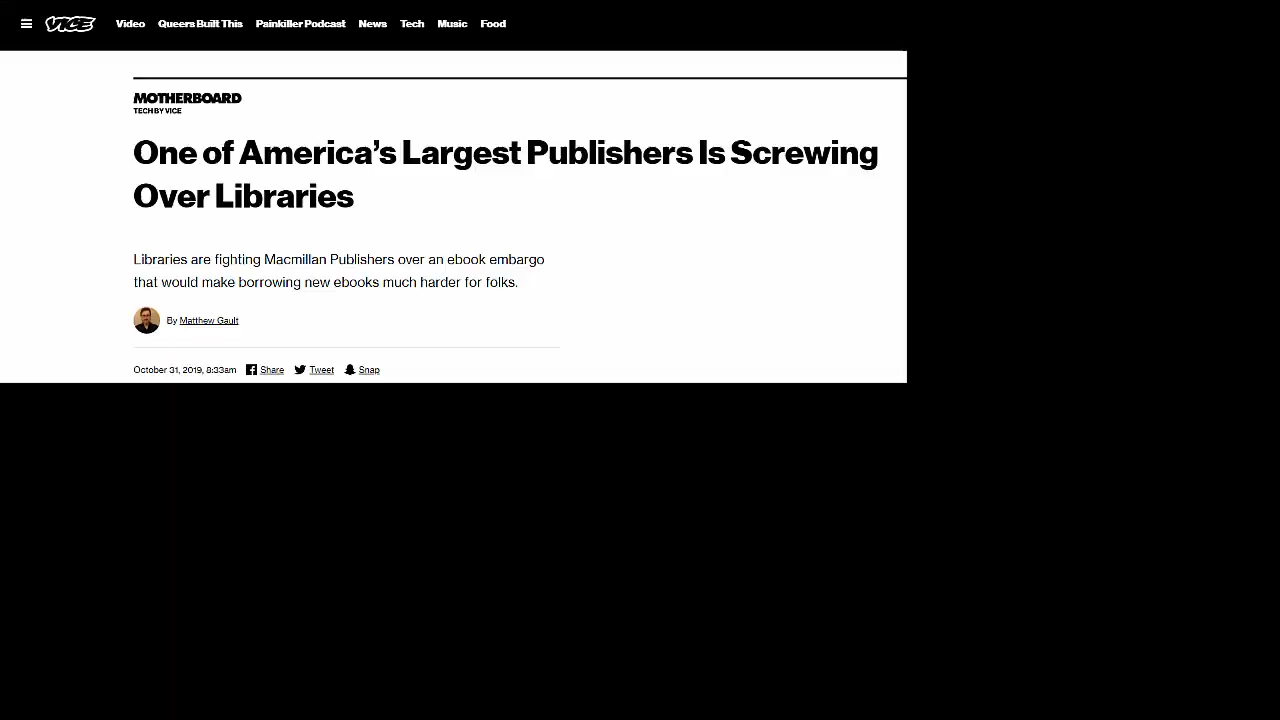 VICE Video Queers Built This Painkiller Podcast News Tech Music Food
MOTHERBOARD
TECH BY VICE
One of America’s Largest Publishers Is Screwing
Over Libraries
Libraries are fighting Macmillan Publishers over an ebook embargo
that would make borrowing new ebooks much harder for folks.
By Matthew Gault
October 31, 2019, 8:33am Share Tweet Snap